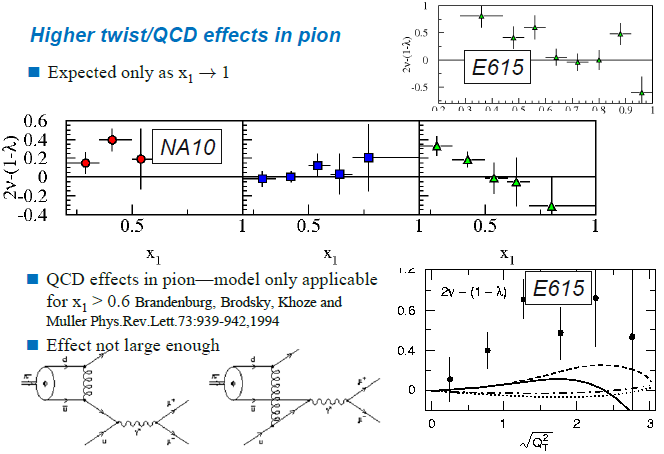 Higher twist/QCD effects in pion
Expected only as x₁ → 1
1
0.5
0
-0.5
2ν-(1-λ)
E615
0.2 0.3 0.4 0.5 0.6 0.7 0.8 0.9 1
0.6
0.4
0.2
0
-0.2
-0.4
2ν-(1-λ)
NA10
0.5 1 0.5 1 0.5 1
x₁ x₁ x₁
QCD effects in pion—model only applicable
for x₁ > 0.6 Brandenburg, Brodsky, Khoze and
Muller Phys.Rev.Lett.73:939-942,1994
Effect not large enough
1.2
0.8
0.4
0
2ν – (1 – λ)
E615
0 1 2 3
√Q²T
π⁻ d ū u γ* μ⁺ μ⁻
π⁻ d ū u γ* μ⁺ μ⁻